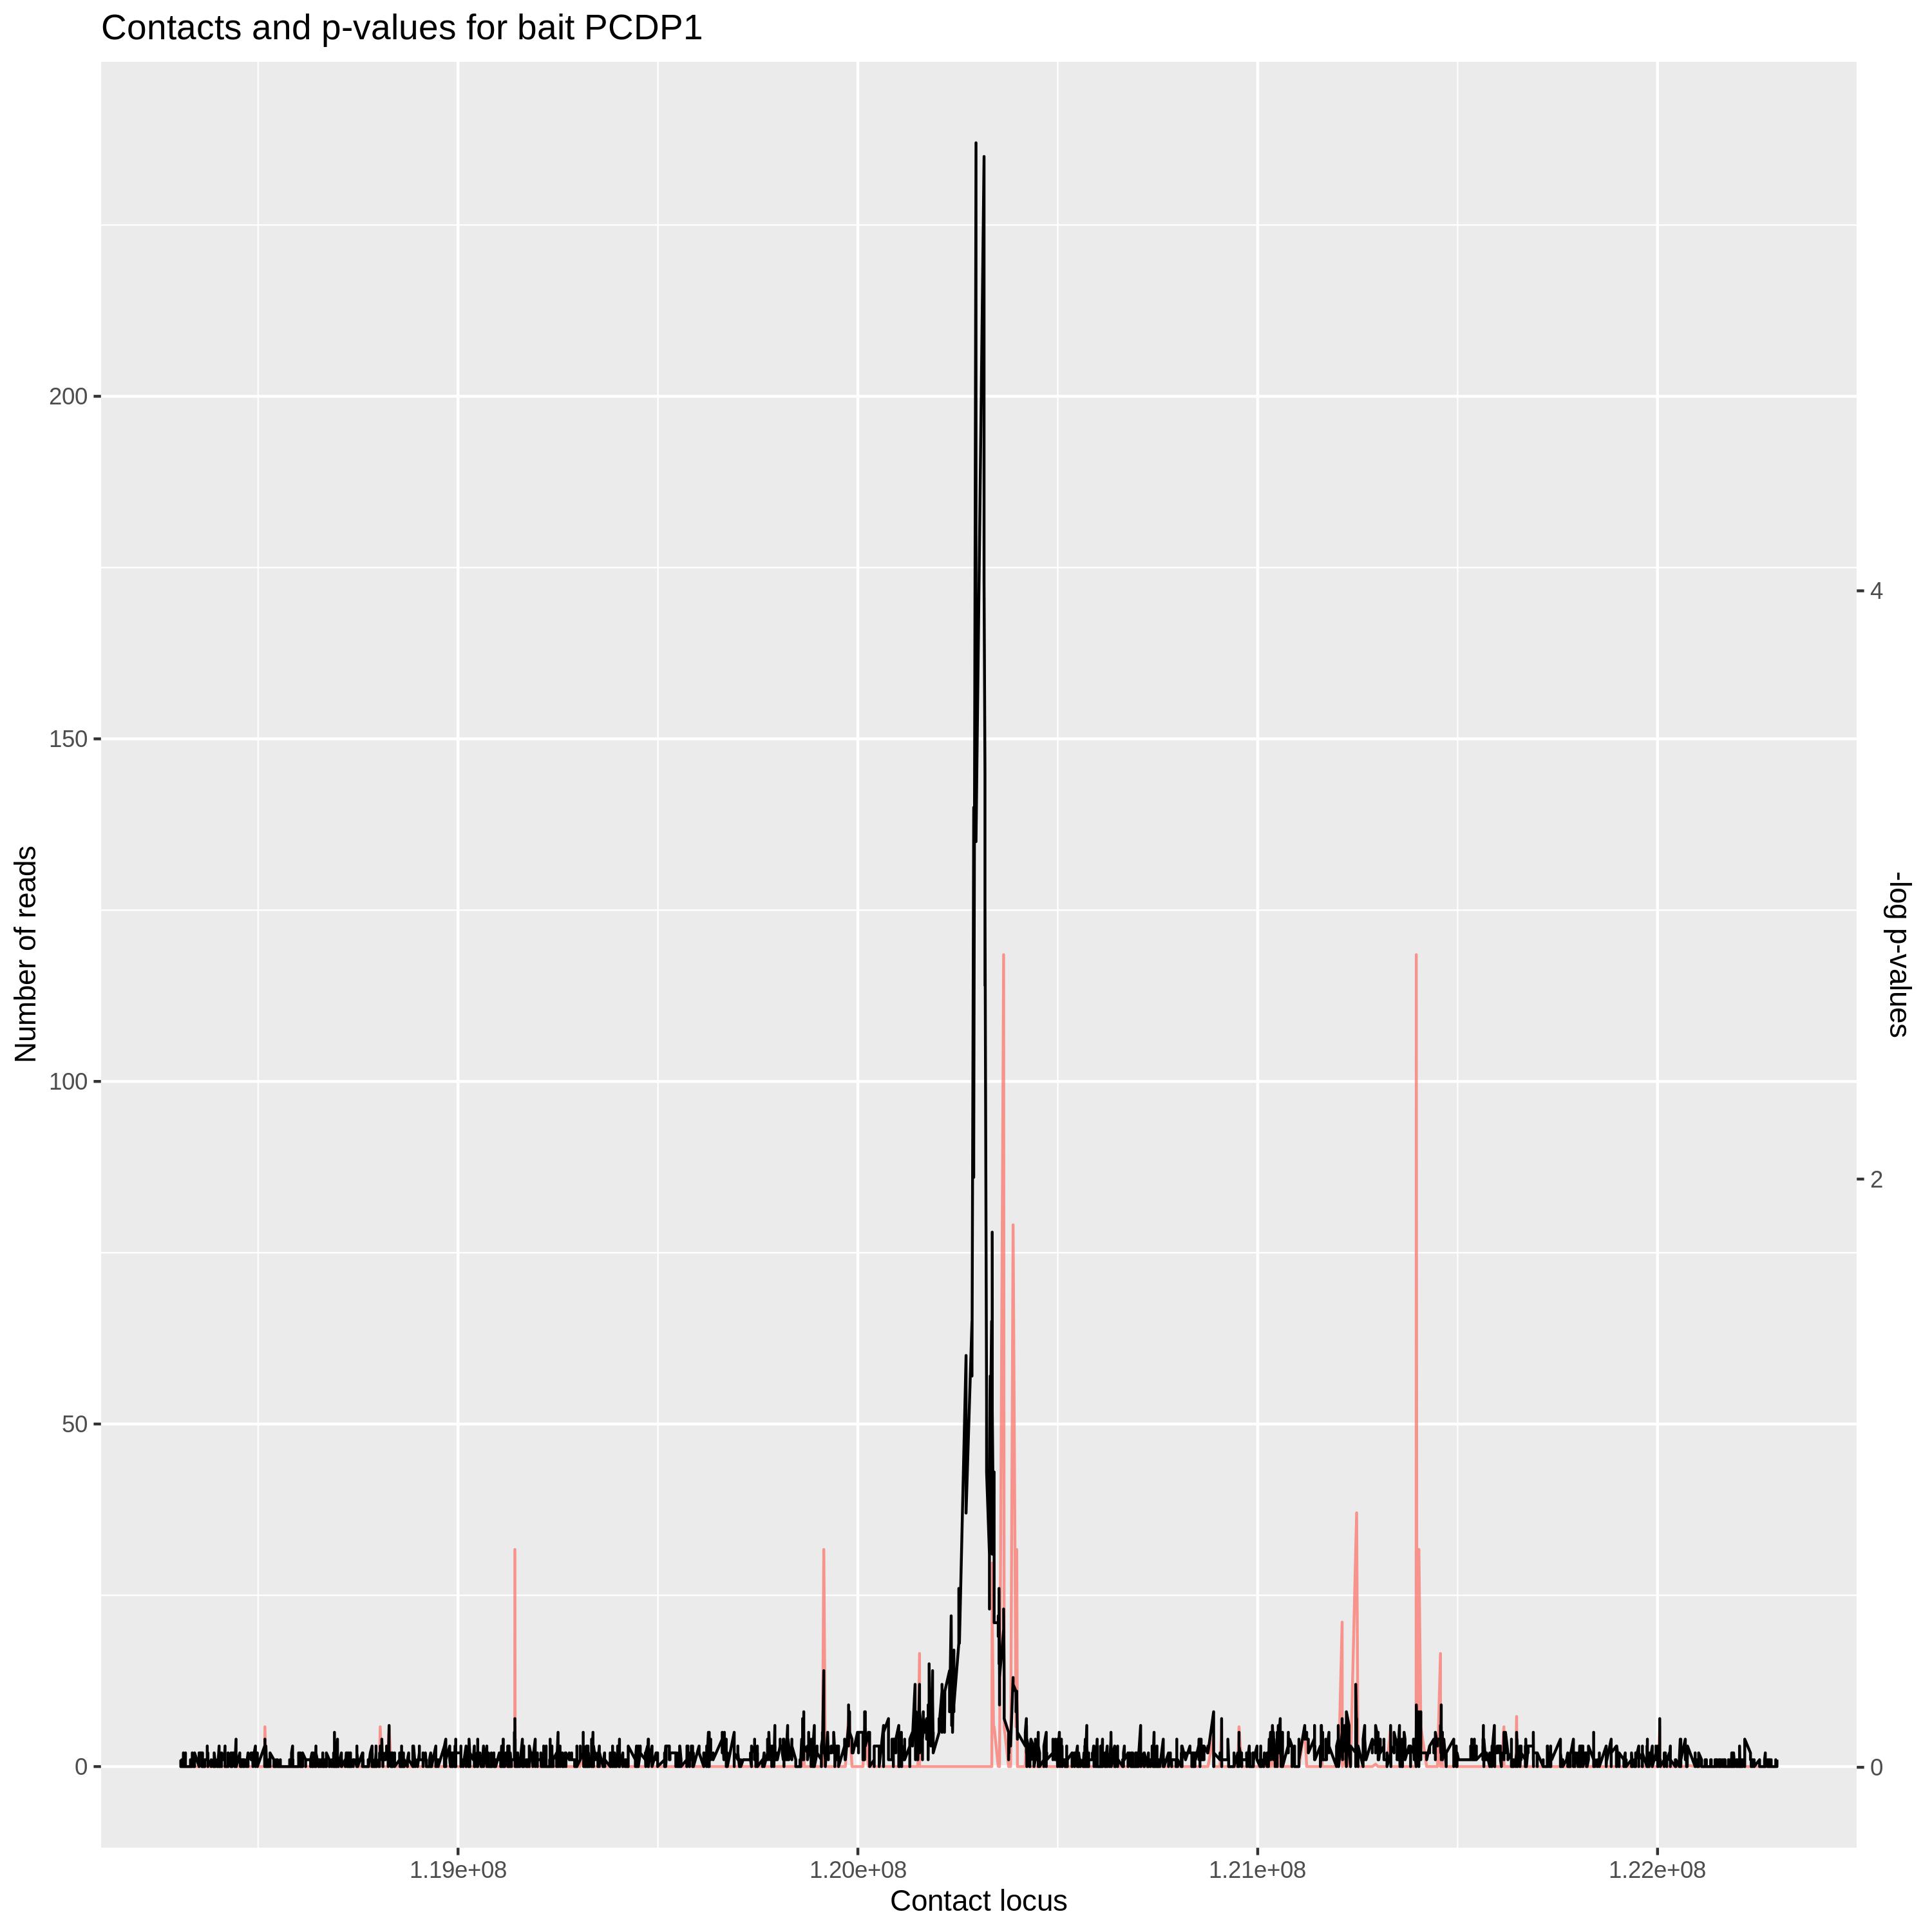 Contacts and p-values for bait PCDP1
200
150
100
50
0
Number of reads
4
2
0
-log p-values
1.19e+08
1.20e+08
1.21e+08
1.22e+08
Contact locus